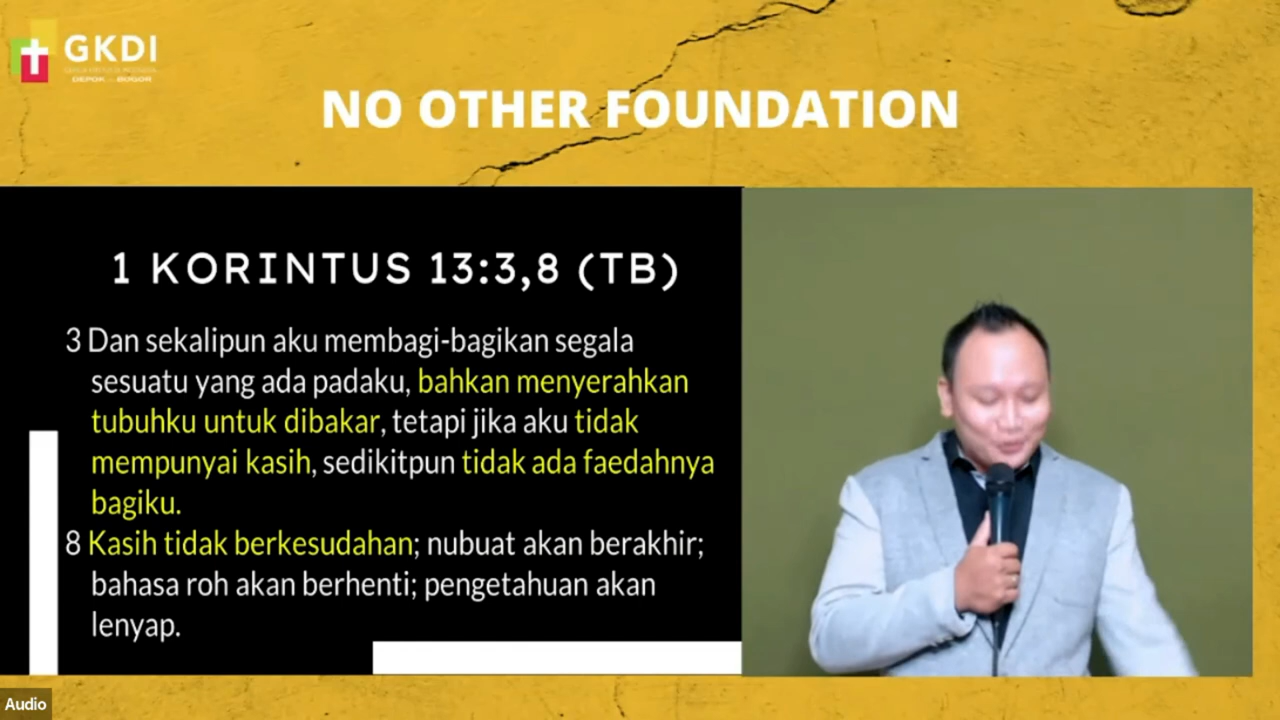 GKDI
DEPOK - BOGOR
NO OTHER FOUNDATION
1 KORINTUS 13:3,8 (TB)
3 Dan sekalipun aku membagi-bagikan segala
sesuatu yang ada padaku, bahkan menyerahkan
tubuhku untuk dibakar, tetapi jika aku tidak
mempunyai kasih, sedikitpun tidak ada faedahnya
bagiku.
8 Kasih tidak berkesudahan; nubuat akan berakhir;
bahasa roh akan berhenti; pengetahuan akan
lenyap.
Audio